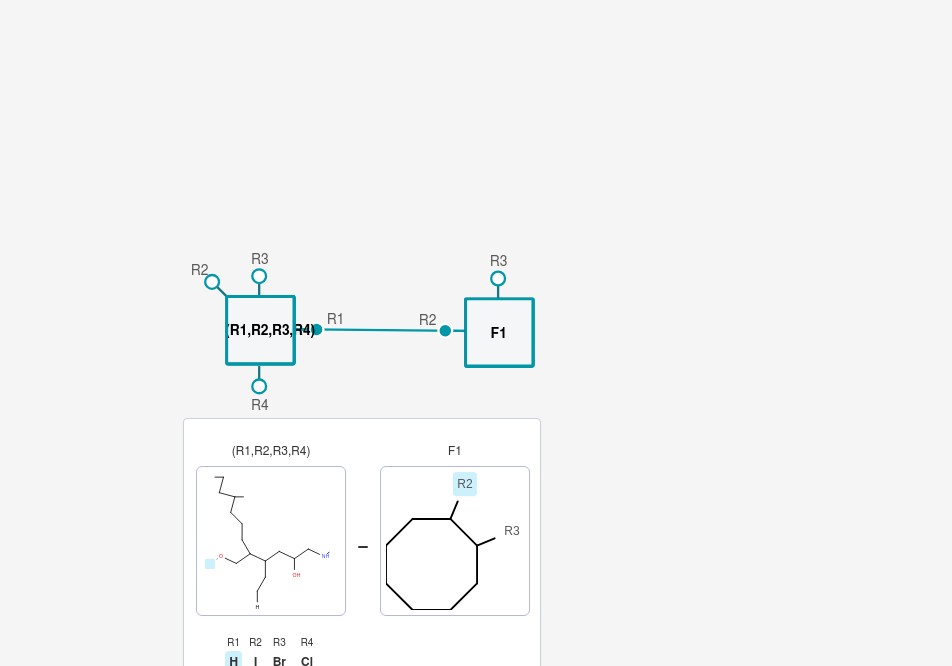 R2
R3
(R1,R2,R3,R4)
R1
R2
R3
F1
R4
(R1,R2,R3,R4)
F1
O
OH
H
R2
R3
R1 R2 R3 R4
H I Br Cl